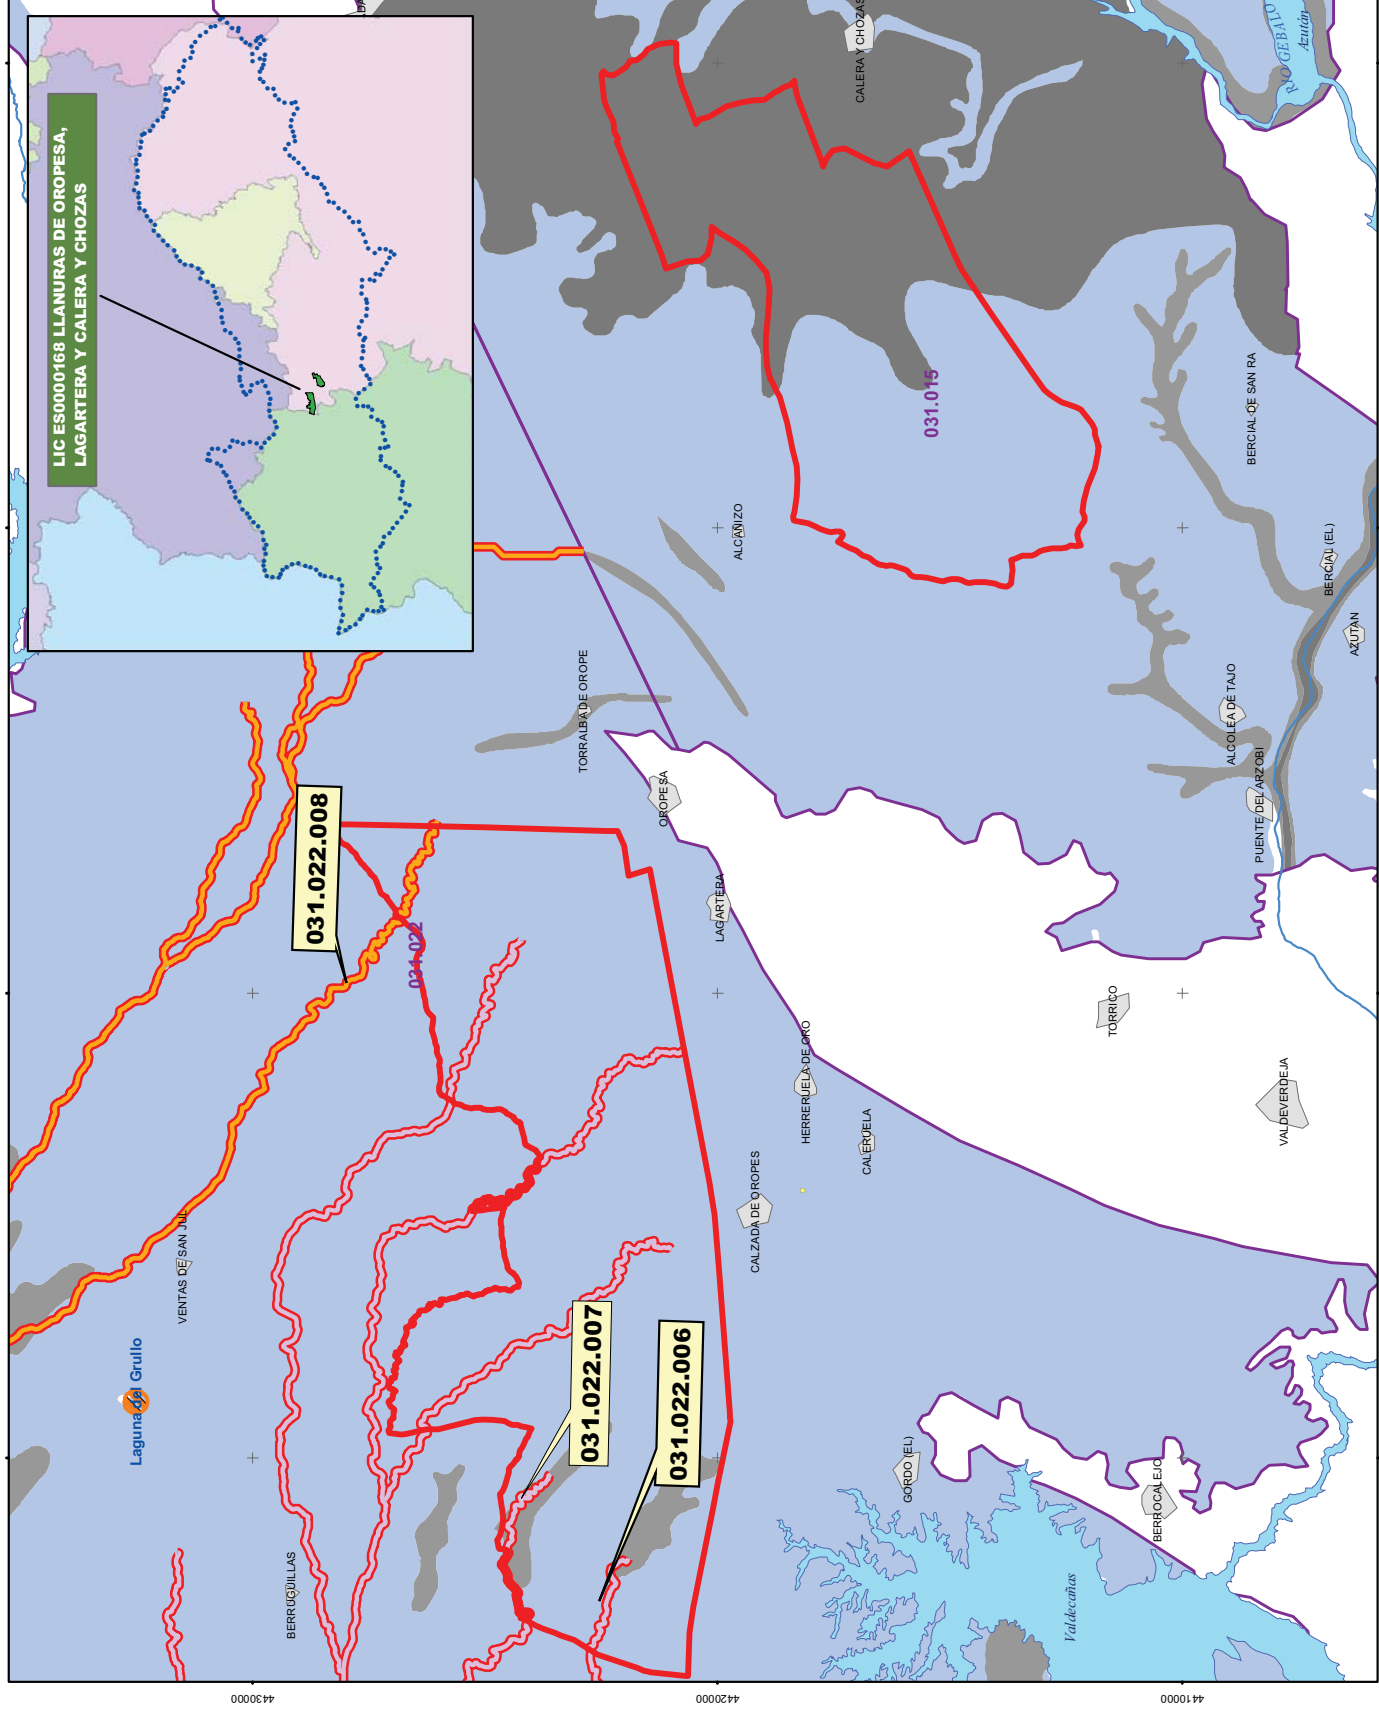 LIC ES0000168 LLANURAS DE OROPESA,
LAGARTERA Y CALERA Y CHOZAS
CALERA Y CHOZAS
RIO GEBALO
Azután
031.015
BERCIAL DE SAN RA
ALCAÑIZO
BERCIAL (EL)
AZUTAN
TORRALBA DE OROPE
ALCOLEA DE TAJO
PUENTE DEL ARZOBI
OROPESA
031.022.008
LAGARTERA
031.022
TORRICO
HERRERUELA DE ORO
VALDEVERDEJA
CALERUELA
CALZADA DE OROPES
VENTAS DE SAN JUL
Laguna del Grullo
031.022.007
031.022.006
GORDO (EL)
BERROCALEJO
BERRUGUILLAS
Valdecañas
4430000
4420000
4410000